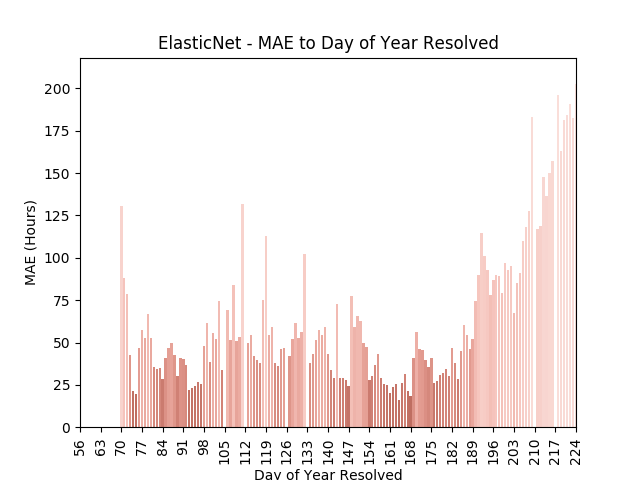 ElasticNet - MAE to Day of Year Resolved
MAE (Hours)
200
175
150
125
100
75
50
25
0
56 63 70 77 84 91 98 105 112 119 126 133 140 147 154 161 168 175 182 189 196 203 210 217 224
Day of Year Resolved